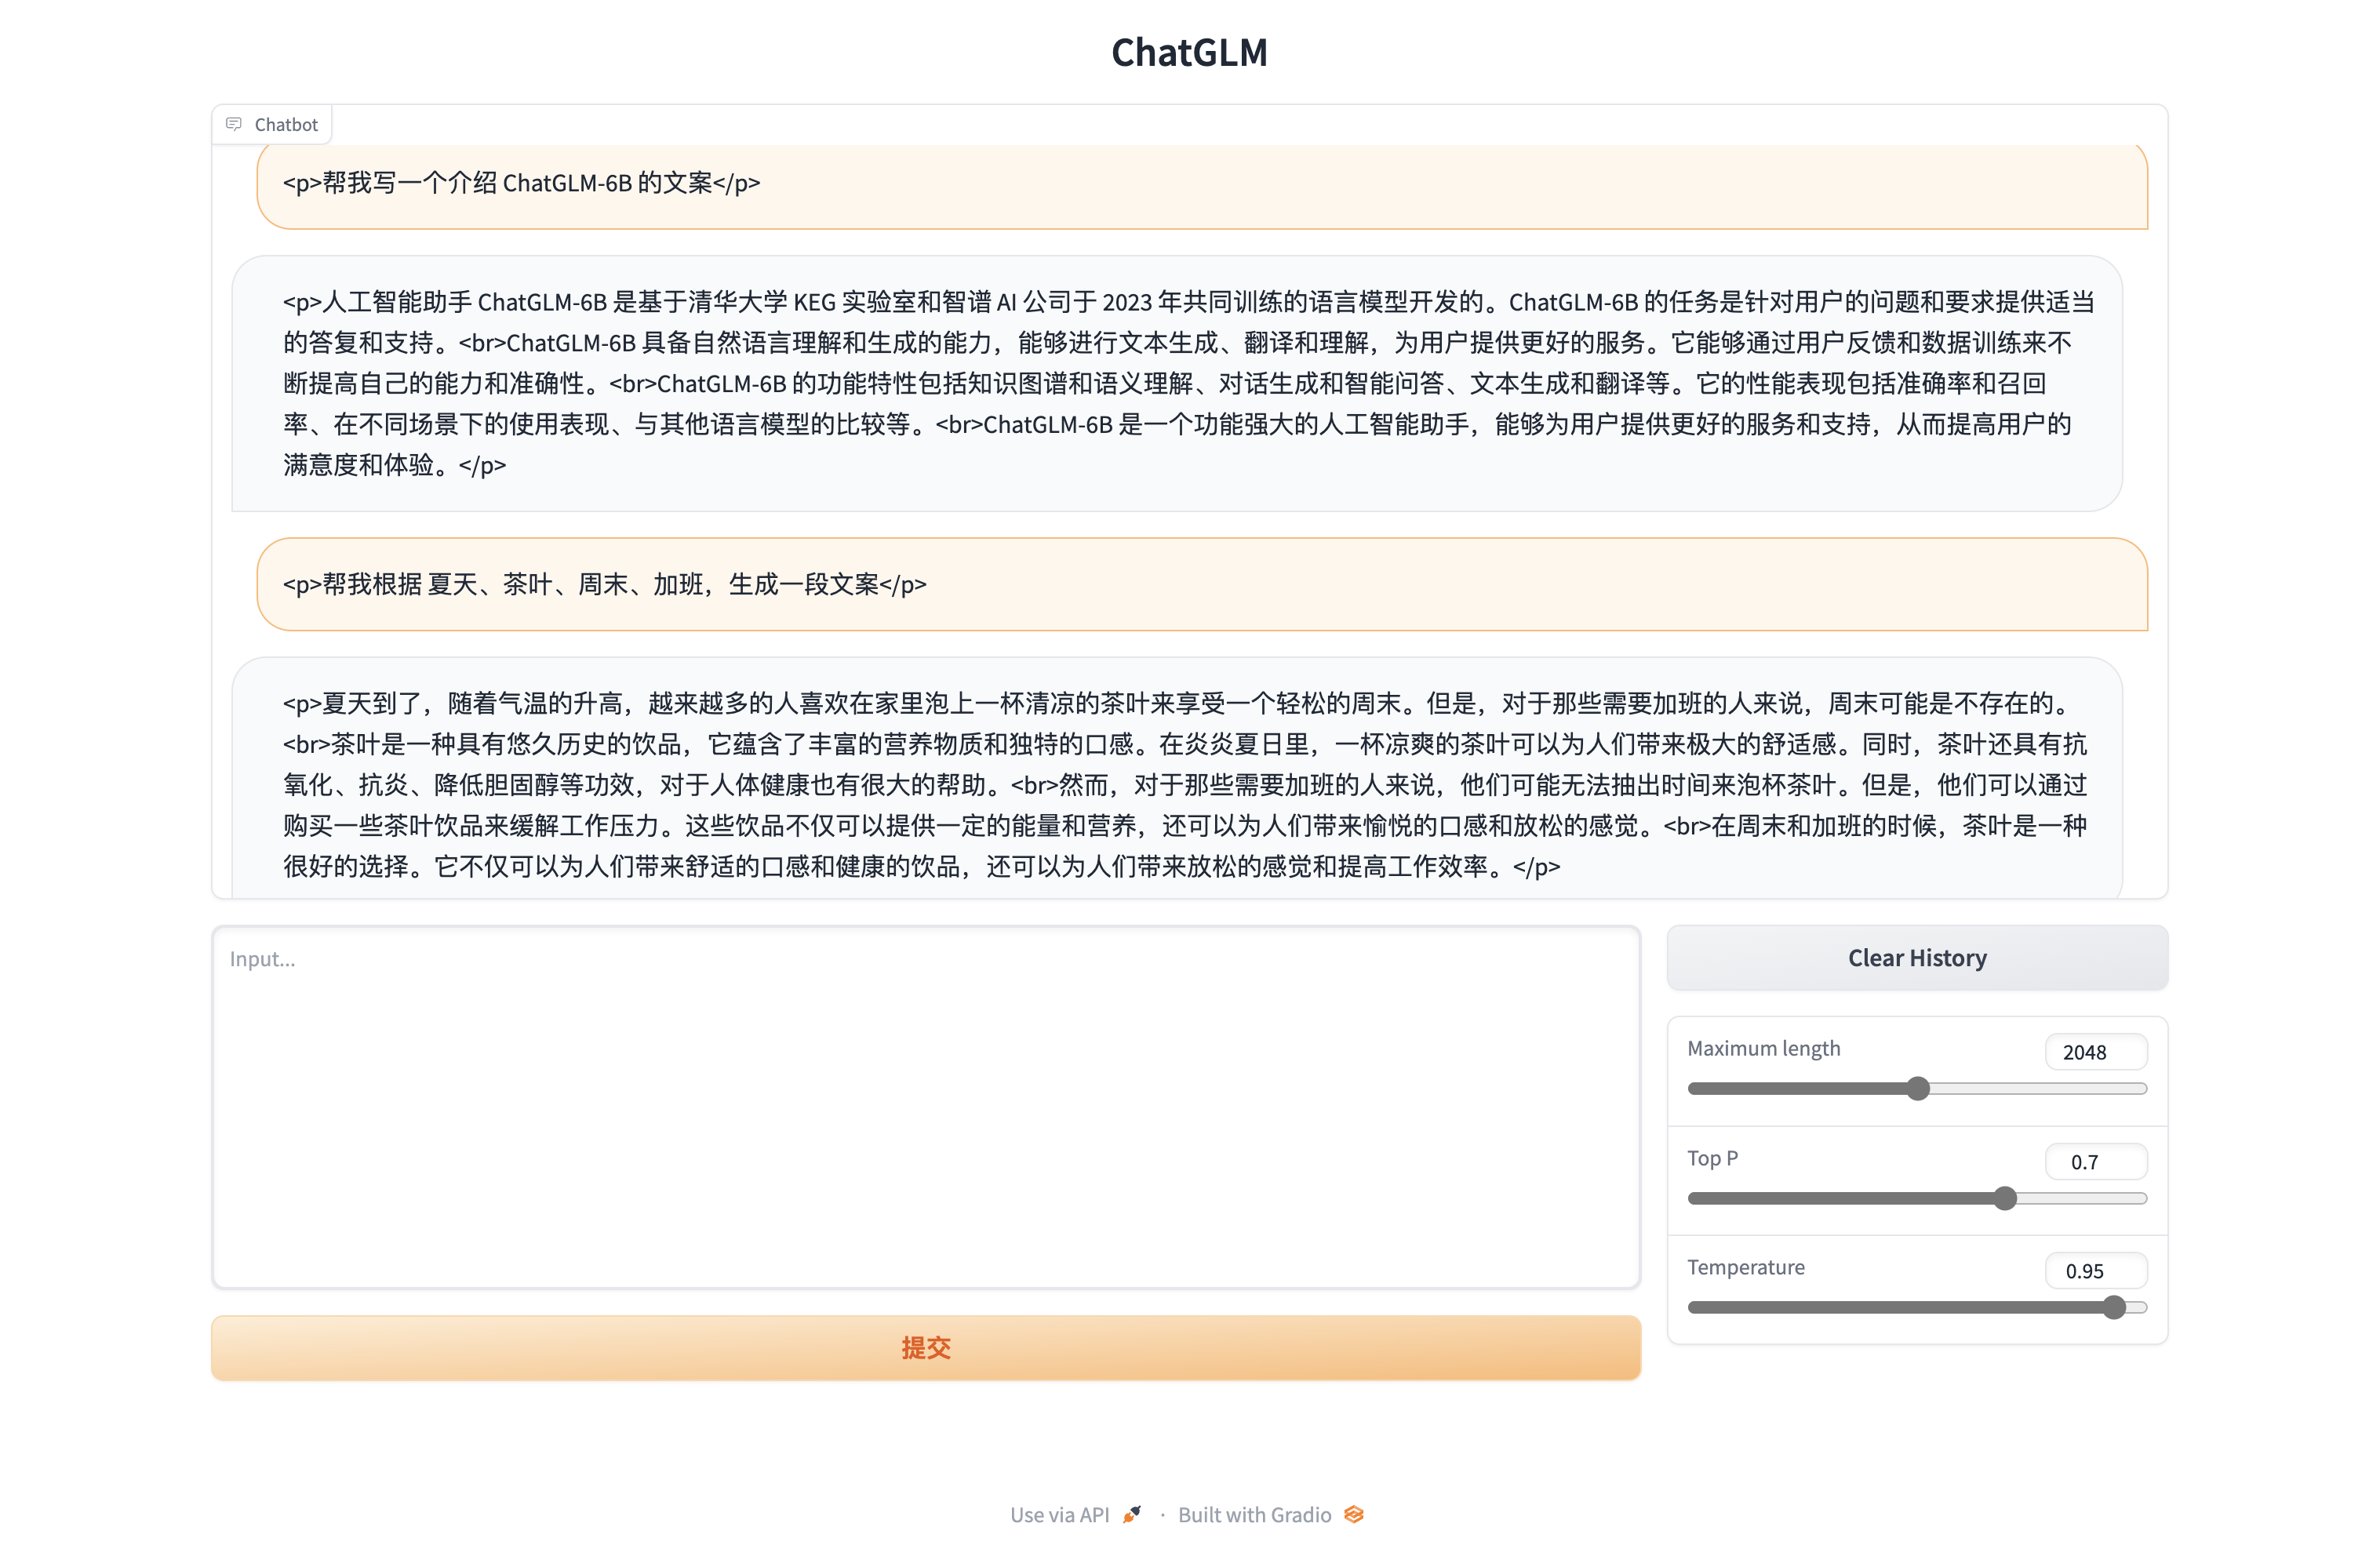 ChatGLM
Chatbot
<p>帮我写一个介绍 ChatGLM-6B 的文案</p>
<p>人工智能助手 ChatGLM-6B 是基于清华大学 KEG 实验室和智谱 AI 公司于 2023 年共同训练的语言模型开发的。ChatGLM-6B 的任务是针对用户的问题和要求提供适当
的答复和支持。<br>ChatGLM-6B 具备自然语言理解和生成的能力，能够进行文本生成、翻译和理解，为用户提供更好的服务。它能够通过用户反馈和数据训练来不
断提高自己的能力和准确性。<br>ChatGLM-6B 的功能特性包括知识图谱和语义理解、对话生成和智能问答、文本生成和翻译等。它的性能表现包括准确率和召回
率、在不同场景下的使用表现、与其他语言模型的比较等。<br>ChatGLM-6B 是一个功能强大的人工智能助手，能够为用户提供更好的服务和支持，从而提高用户的
满意度和体验。</p>
<p>帮我根据 夏天、茶叶、周末、加班，生成一段文案</p>
<p>夏天到了，随着气温的升高，越来越多的人喜欢在家里泡上一杯清凉的茶叶来享受一个轻松的周末。但是，对于那些需要加班的人来说，周末可能是不存在的。
<br>茶叶是一种具有悠久历史的饮品，它蕴含了丰富的营养物质和独特的口感。在炎炎夏日里，一杯凉爽的茶叶可以为人们带来极大的舒适感。同时，茶叶还具有抗
氧化、抗炎、降低胆固醇等功效，对于人体健康也有很大的帮助。<br>然而，对于那些需要加班的人来说，他们可能无法抽出时间来泡杯茶叶。但是，他们可以通过
购买一些茶叶饮品来缓解工作压力。这些饮品不仅可以提供一定的能量和营养，还可以为人们带来愉悦的口感和放松的感觉。<br>在周末和加班的时候，茶叶是一种
很好的选择。它不仅可以为人们带来舒适的口感和健康的饮品，还可以为人们带来放松的感觉和提高工作效率。</p>
Input...
Clear History
Maximum length
2048
Top P
0.7
Temperature
0.95
提交
Use via API · Built with Gradio